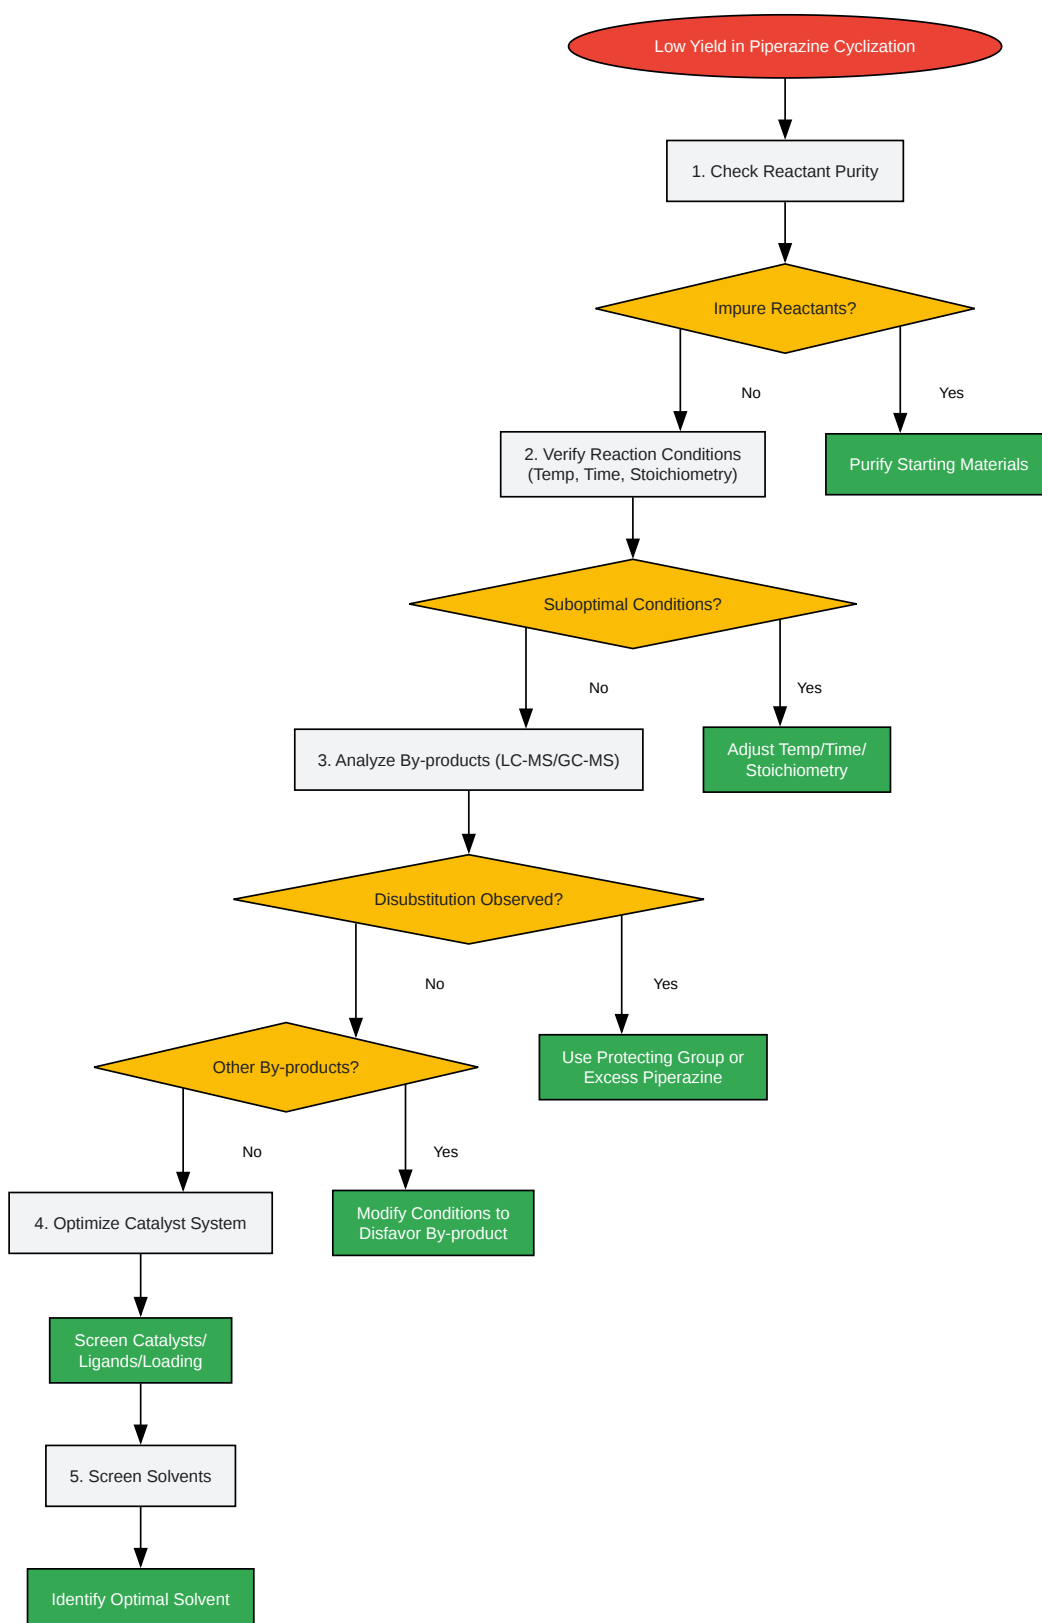 Low Yield in Piperazine Cyclization
1. Check Reactant Purity
Impure Reactants?
No
Yes
2. Verify Reaction Conditions
(Temp, Time, Stoichiometry)
Purify Starting Materials
Suboptimal Conditions?
No
Yes
3. Analyze By-products (LC-MS/GC-MS)
Adjust Temp/Time/
Stoichiometry
Disubstitution Observed?
No
Yes
Other By-products?
Use Protecting Group or
Excess Piperazine
No
Yes
4. Optimize Catalyst System
Modify Conditions to
Disfavor By-product
Screen Catalysts/
Ligands/Loading
5. Screen Solvents
Identify Optimal Solvent